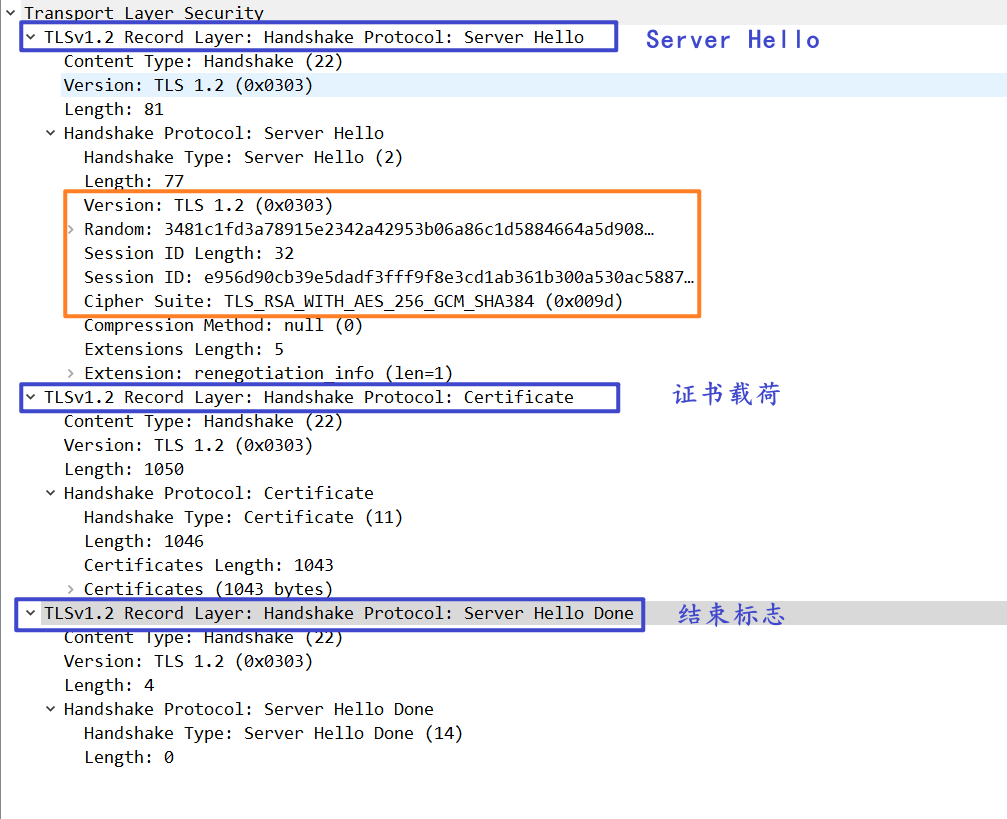 Transport Layer Security
TLSv1.2 Record Layer: Handshake Protocol: Server Hello
Server Hello
Content Type: Handshake (22)
Version: TLS 1.2 (0x0303)
Length: 81
Handshake Protocol: Server Hello
Handshake Type: Server Hello (2)
Length: 77
Version: TLS 1.2 (0x0303)
Random: 3481c1fd3a78915e2342a42953b06a86c1d5884664a5d908…
Session ID Length: 32
Session ID: e956d90cb39e5dadf3fff9f8e3cd1ab361b300a530ac5887…
Cipher Suite: TLS_RSA_WITH_AES_256_GCM_SHA384 (0x009d)
Compression Method: null (0)
Extensions Length: 5
Extension: renegotiation_info (len=1)
TLSv1.2 Record Layer: Handshake Protocol: Certificate
证书载荷
Content Type: Handshake (22)
Version: TLS 1.2 (0x0303)
Length: 1050
Handshake Protocol: Certificate
Handshake Type: Certificate (11)
Length: 1046
Certificates Length: 1043
Certificates (1043 bytes)
TLSv1.2 Record Layer: Handshake Protocol: Server Hello Done
结束标志
Content Type: Handshake (22)
Version: TLS 1.2 (0x0303)
Length: 4
Handshake Protocol: Server Hello Done
Handshake Type: Server Hello Done (14)
Length: 0